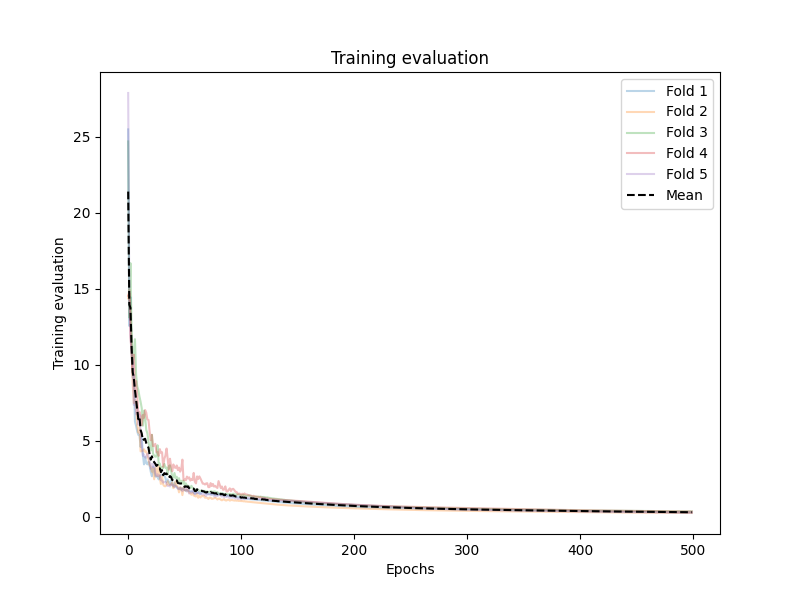 Training evaluation
Fold 1
Fold 2
Fold 3
Fold 4
Fold 5
Mean
Training evaluation
25
20
15
10
5
0
0 100 200 300 400 500
Epochs